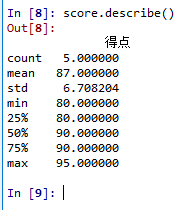 In [8]: score.describe()
Out[8]:
得点
count 5.000000
mean 87.000000
std 6.708204
min 80.000000
25% 80.000000
50% 90.000000
75% 90.000000
max 95.000000
In [9]: